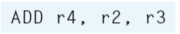 ADD r4, r2, r3